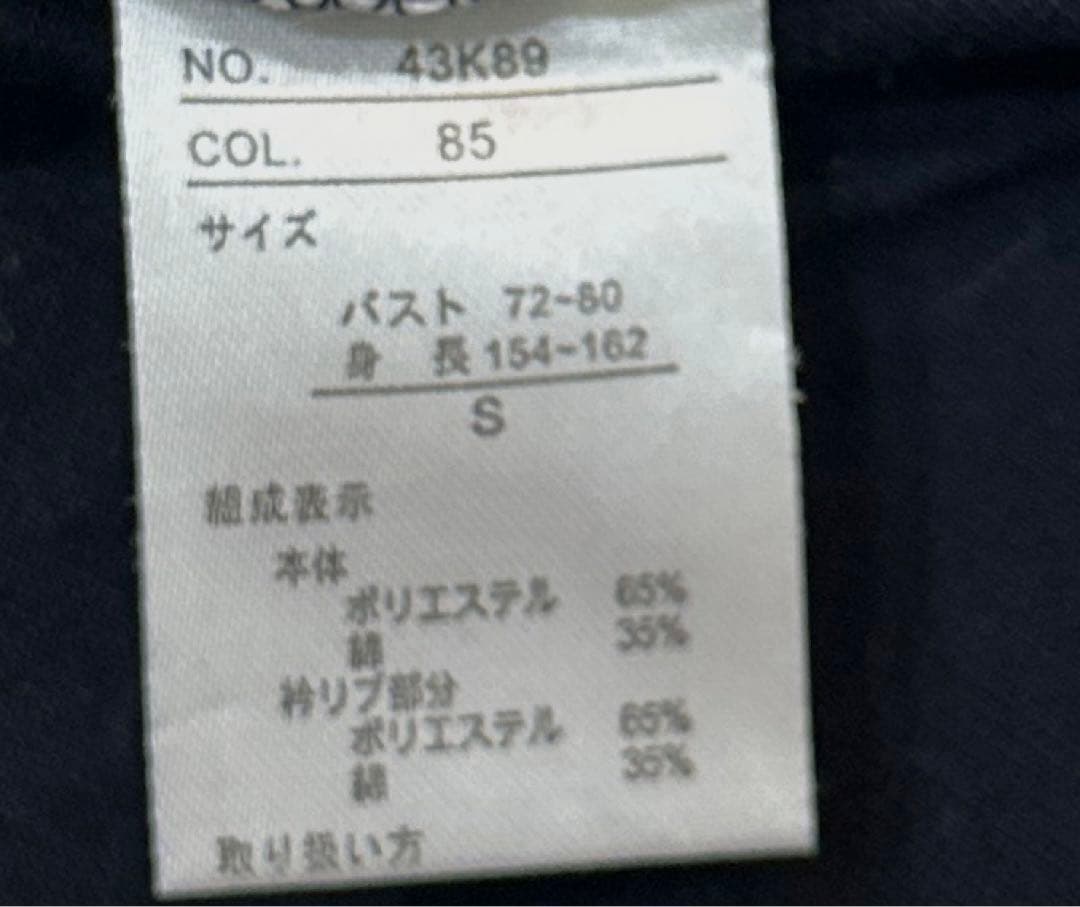 NO. 43K89
COL. 85
サイズ
バスト 72~80
身 長 154~162
S
組成表示
本体
ポリエステル 65%
綿 35%
衿リブ部分
ポリエステル 65%
綿 35%
取り扱い方